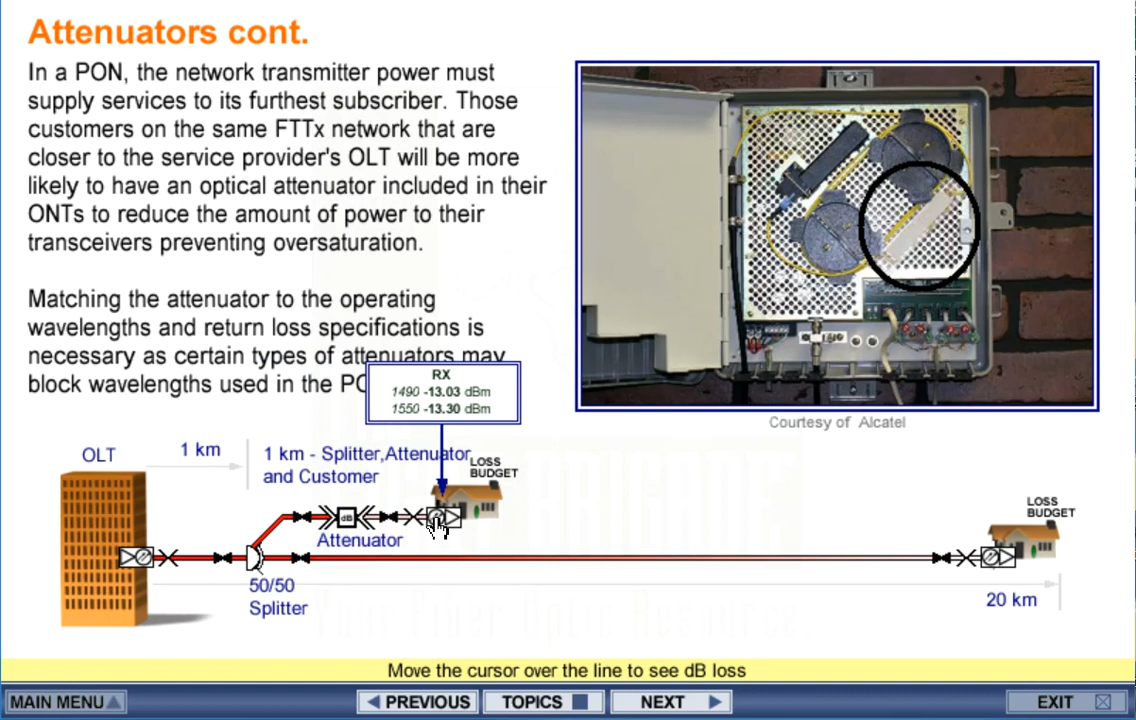 Attenuators cont.
In a PON, the network transmitter power must
supply services to its furthest subscriber. Those
customers on the same FTTx network that are
closer to the service provider's OLT will be more
likely to have an optical attenuator included in their
ONTs to reduce the amount of power to their
transceivers preventing oversaturation.
Matching the attenuator to the operating
wavelengths and return loss specifications is
necessary as certain types of attenuators may
block wavelengths used in the
RX
1490 -13.03 dBm
1550 -13.30 dBm
Courtesy of Alcatel
OLT
1 km
1 km - Splitter,Attenuator
and Customer
LOSS
BUDGET
dB
Attenuator
50/50
Splitter
LOSS
BUDGET
20 km
Your Fiber Optic Resource
Move the cursor over the line to see dB loss
MAIN MENU
PREVIOUS
TOPICS
NEXT
EXIT